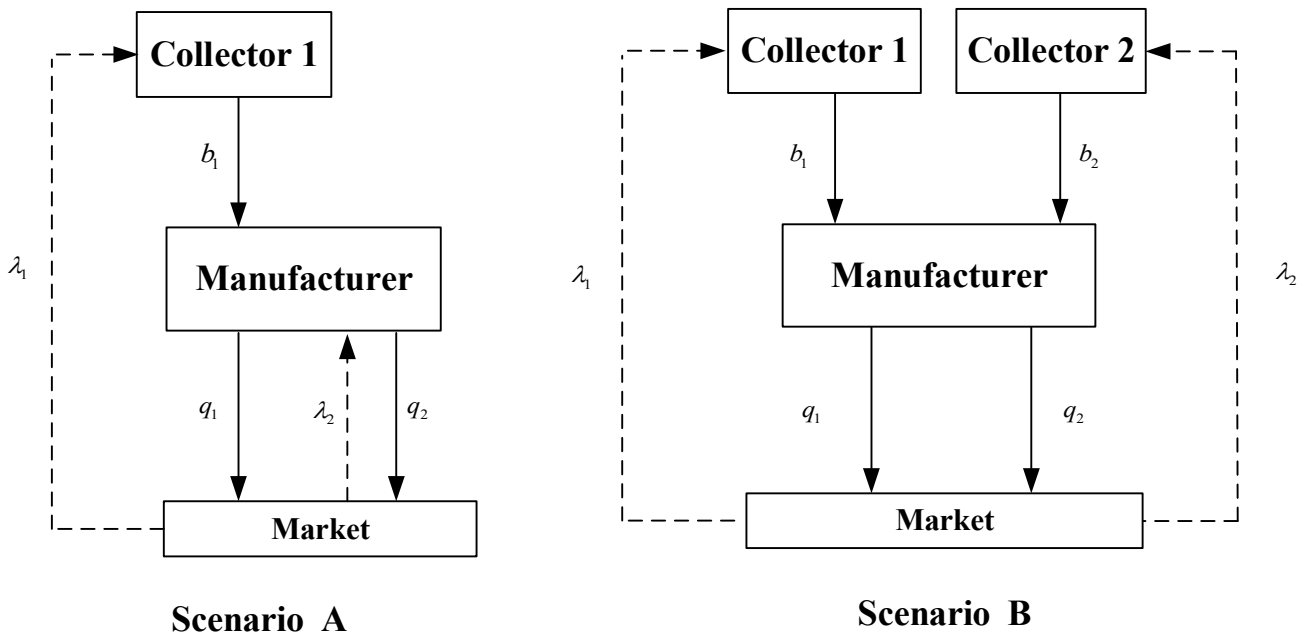 Collector 1
b₁
λ₁
Manufacturer
q₁
λ₂
q₂
Market
Scenario A
Collector 1
Collector 2
b₁
b₂
λ₁
Manufacturer
λ₂
q₁
q₂
Market
Scenario B